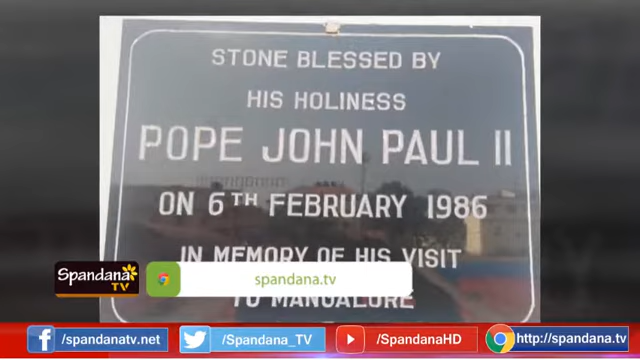 STONE BLESSED BY
HIS HOLINESS
POPE JOHN PAUL II
ON 6TH FEBRUARY 1986
IN MEMORY OF HIS VISIT
TO MANGALORE
Spandana
TV
spandana.tv
/spandanatv.net
/Spandana_TV
/SpandanaHD
http://spandana.tv